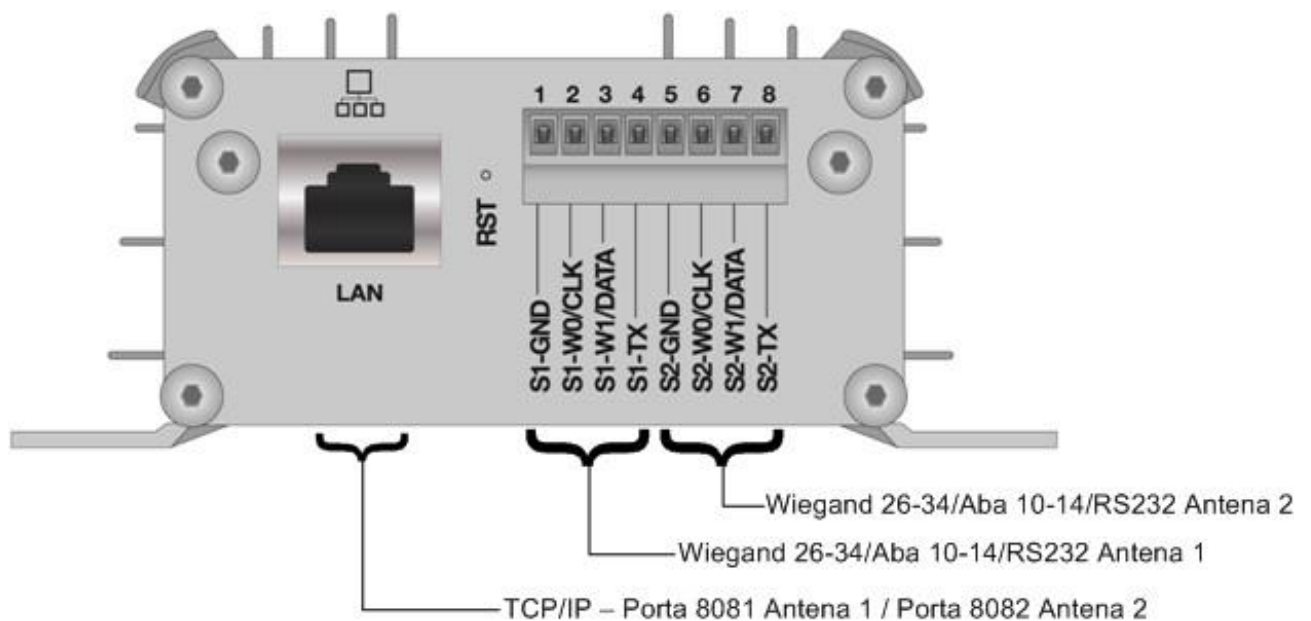 1 2 3 4 5 6 7 8
RST
LAN
S1-GND
S1-W0/CLK
S1-W1/DATA
S1-TX
S2-GND
S2-W0/CLK
S2-W1/DATA
S2-TX
Wiegand 26-34/Aba 10-14/RS232 Antena 2
Wiegand 26-34/Aba 10-14/RS232 Antena 1
TCP/IP – Porta 8081 Antena 1 / Porta 8082 Antena 2